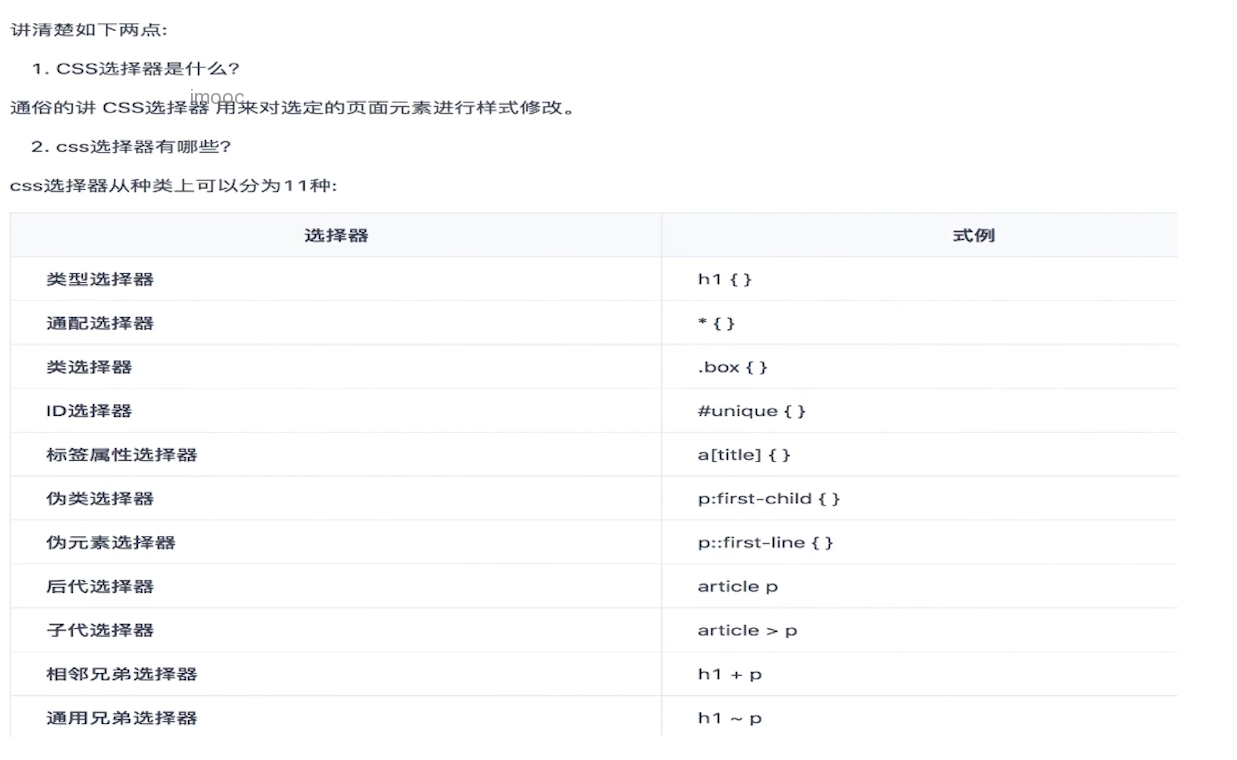 讲清楚如下两点:
1. CSS选择器是什么?
imooc
通俗的讲 CSS选择器 用来对选定的页面元素进行样式修改。
2. css选择器有哪些?
css选择器从种类上可以分为11种:
选择器 式例
类型选择器 h1 { }
通配选择器 * { }
类选择器 .box { }
ID选择器 #unique { }
标签属性选择器 a[title] { }
伪类选择器 p:first-child { }
伪元素选择器 p::first-line { }
后代选择器 article p
子代选择器 article > p
相邻兄弟选择器 h1 + p
通用兄弟选择器 h1 ~ p